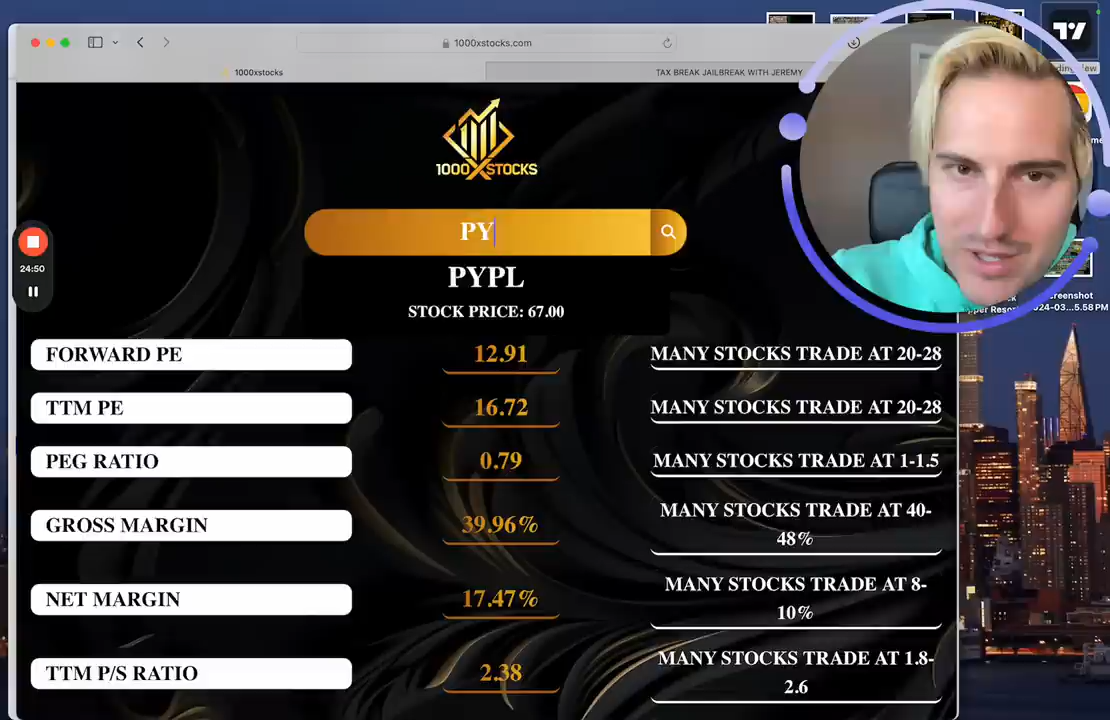 1000xstocks.com
1000xstocks
TAX BREAK JAILBREAK WITH JEREMY
1000XSTOCKS
PY
PYPL
STOCK PRICE: 67.00
24:50
FORWARD PE 12.91 MANY STOCKS TRADE AT 20-28
TTM PE 16.72 MANY STOCKS TRADE AT 20-28
PEG RATIO 0.79 MANY STOCKS TRADE AT 1-1.5
GROSS MARGIN 39.96% MANY STOCKS TRADE AT 40-
48%
NET MARGIN 17.47% MANY STOCKS TRADE AT 8-
10%
TTM P/S RATIO 2.38 MANY STOCKS TRADE AT 1.8-
2.6